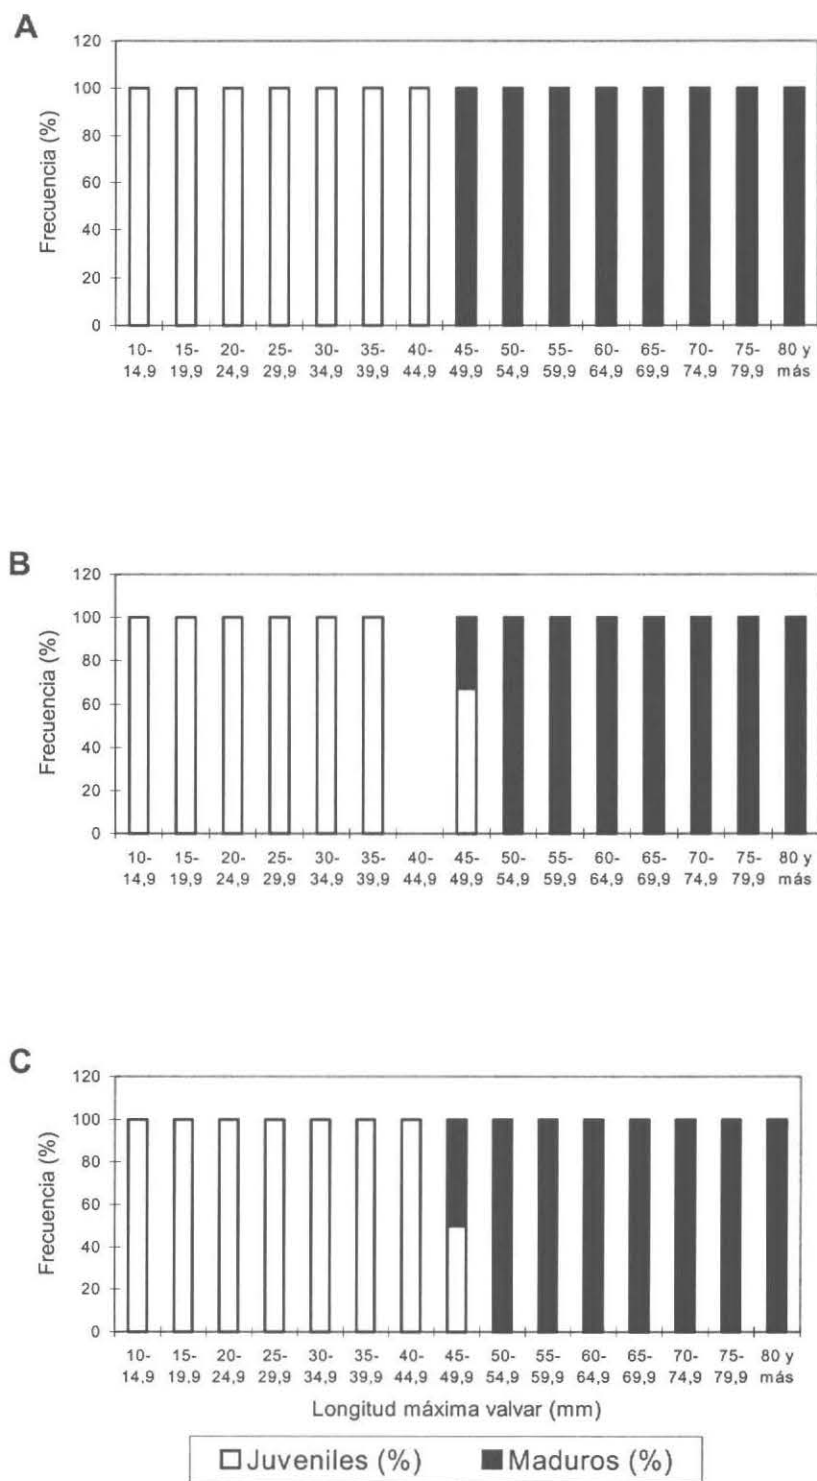 A
120
100
80
60
40
20
0
Frecuencia (%)
10- 15- 20- 25- 30- 35- 40- 45- 50- 55- 60- 65- 70- 75- 80 y
14,9 19,9 24,9 29,9 34,9 39,9 44,9 49,9 54,9 59,9 64,9 69,9 74,9 79,9 más
B
120
100
80
60
40
20
0
Frecuencia (%)
10- 15- 20- 25- 30- 35- 40- 45- 50- 55- 60- 65- 70- 75- 80 y
14,9 19,9 24,9 29,9 34,9 39,9 44,9 49,9 54,9 59,9 64,9 69,9 74,9 79,9 más
C
120
100
80
60
40
20
0
Frecuencia (%)
10- 15- 20- 25- 30- 35- 40- 45- 50- 55- 60- 65- 70- 75- 80 y
14,9 19,9 24,9 29,9 34,9 39,9 44,9 49,9 54,9 59,9 64,9 69,9 74,9 79,9 más
Longitud máxima valvar (mm)
Juveniles (%) Maduros (%)